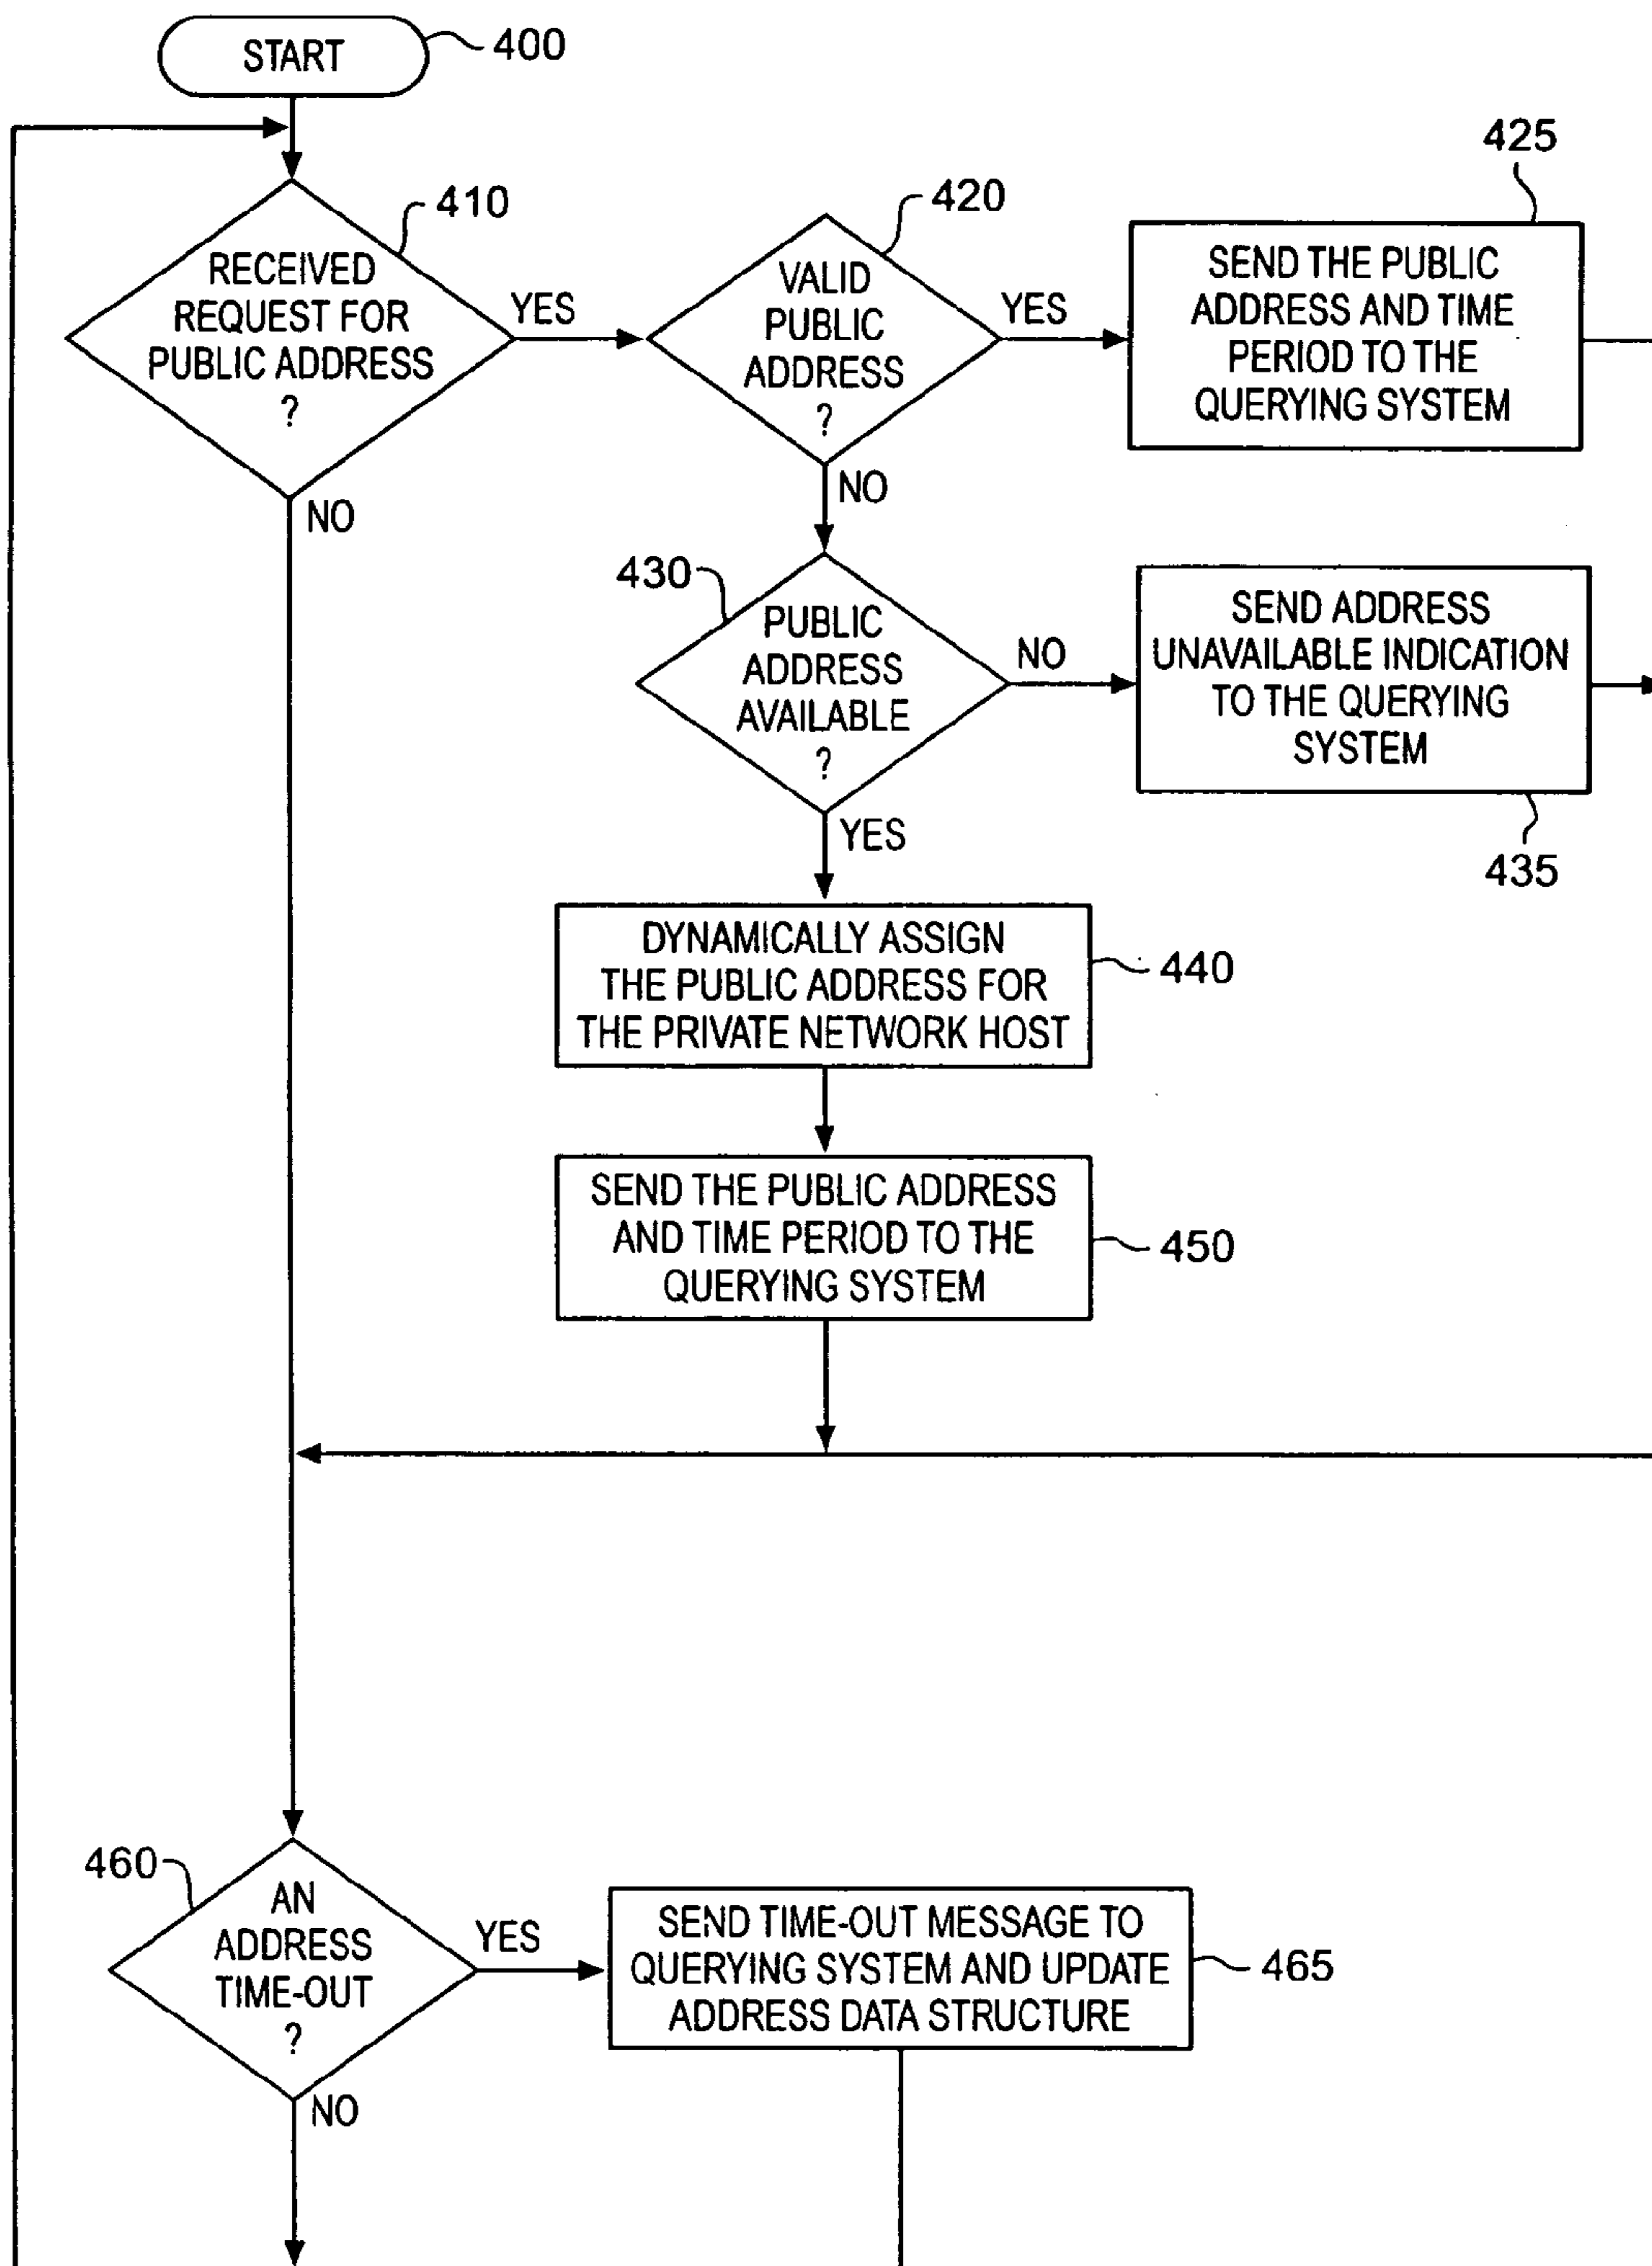 START
400
410
RECEIVED
REQUEST FOR
PUBLIC ADDRESS
?
YES
NO
420
VALID
PUBLIC
ADDRESS
?
YES
NO
425
SEND THE PUBLIC
ADDRESS AND TIME
PERIOD TO THE
QUERYING SYSTEM
430
PUBLIC
ADDRESS
AVAILABLE
?
NO
YES
SEND ADDRESS
UNAVAILABLE INDICATION
TO THE QUERYING
SYSTEM
435
DYNAMICALLY ASSIGN
THE PUBLIC ADDRESS FOR
THE PRIVATE NETWORK HOST
440
SEND THE PUBLIC ADDRESS
AND TIME PERIOD TO THE
QUERYING SYSTEM
450
460
AN
ADDRESS
TIME-OUT
?
YES
NO
SEND TIME-OUT MESSAGE TO
QUERYING SYSTEM AND UPDATE
ADDRESS DATA STRUCTURE
465